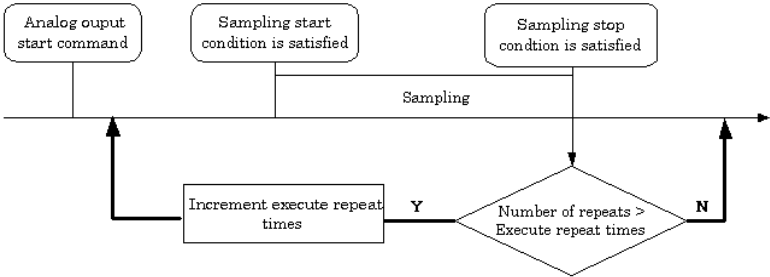 Analog ouput
start command
Sampling start
condition is satisfied
Sampling stop
condtion is satisfied
Sampling
Increment execute repeat
times
Y
Number of repeats >
Execute repeat times
N